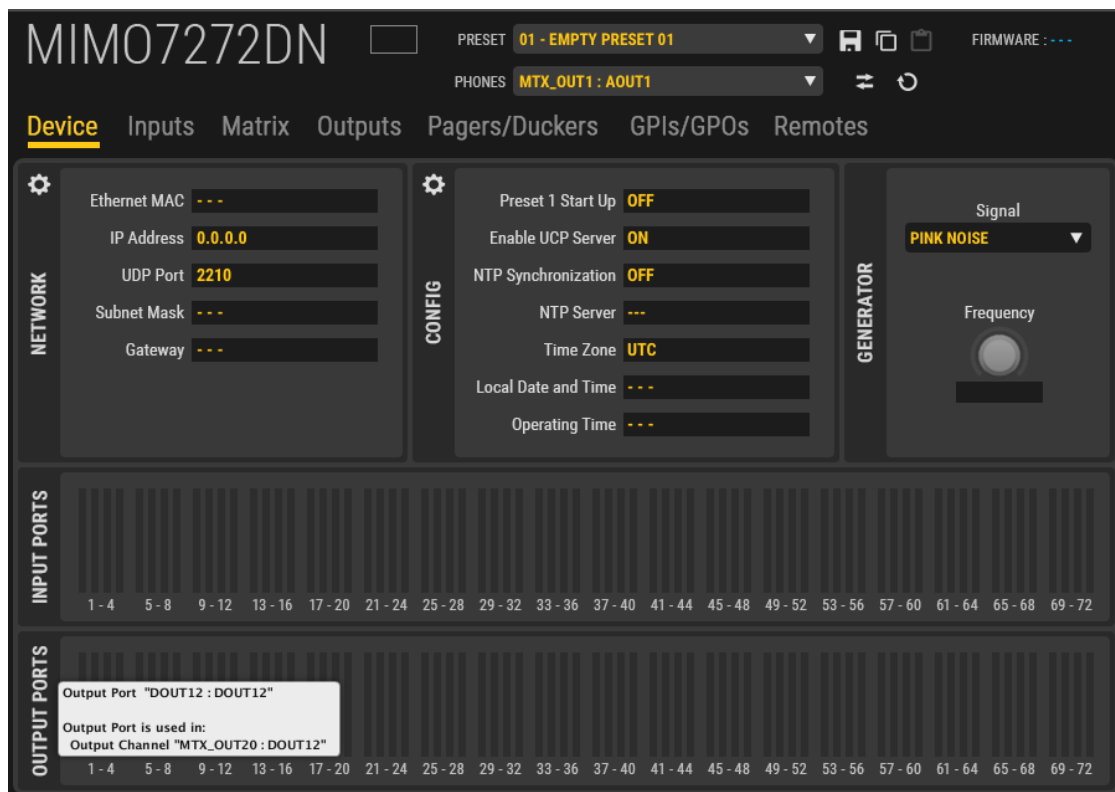 MIMO7272DN
PRESET 01 - EMPTY PRESET 01
FIRMWARE : - - -
PHONES MTX_OUT1 : AOUT1
Device Inputs Matrix Outputs Pagers/Duckers GPIs/GPOs Remotes
NETWORK
Ethernet MAC - - -
IP Address 0.0.0.0
UDP Port 2210
Subnet Mask - - -
Gateway - - -
CONFIG
Preset 1 Start Up OFF
Enable UCP Server ON
NTP Synchronization OFF
NTP Server ---
Time Zone UTC
Local Date and Time - - -
Operating Time - - -
GENERATOR
Signal
PINK NOISE
Frequency
INPUT PORTS
1 - 4 5 - 8 9 - 12 13 - 16 17 - 20 21 - 24 25 - 28 29 - 32 33 - 36 37 - 40 41 - 44 45 - 48 49 - 52 53 - 56 57 - 60 61 - 64 65 - 68 69 - 72
OUTPUT PORTS
Output Port "DOUT12 : DOUT12"
Output Port is used in:
Output Channel "MTX_OUT20 : DOUT12"
1 - 4 5 - 8 9 - 12 13 - 16 17 - 20 21 - 24 25 - 28 29 - 32 33 - 36 37 - 40 41 - 44 45 - 48 49 - 52 53 - 56 57 - 60 61 - 64 65 - 68 69 - 72